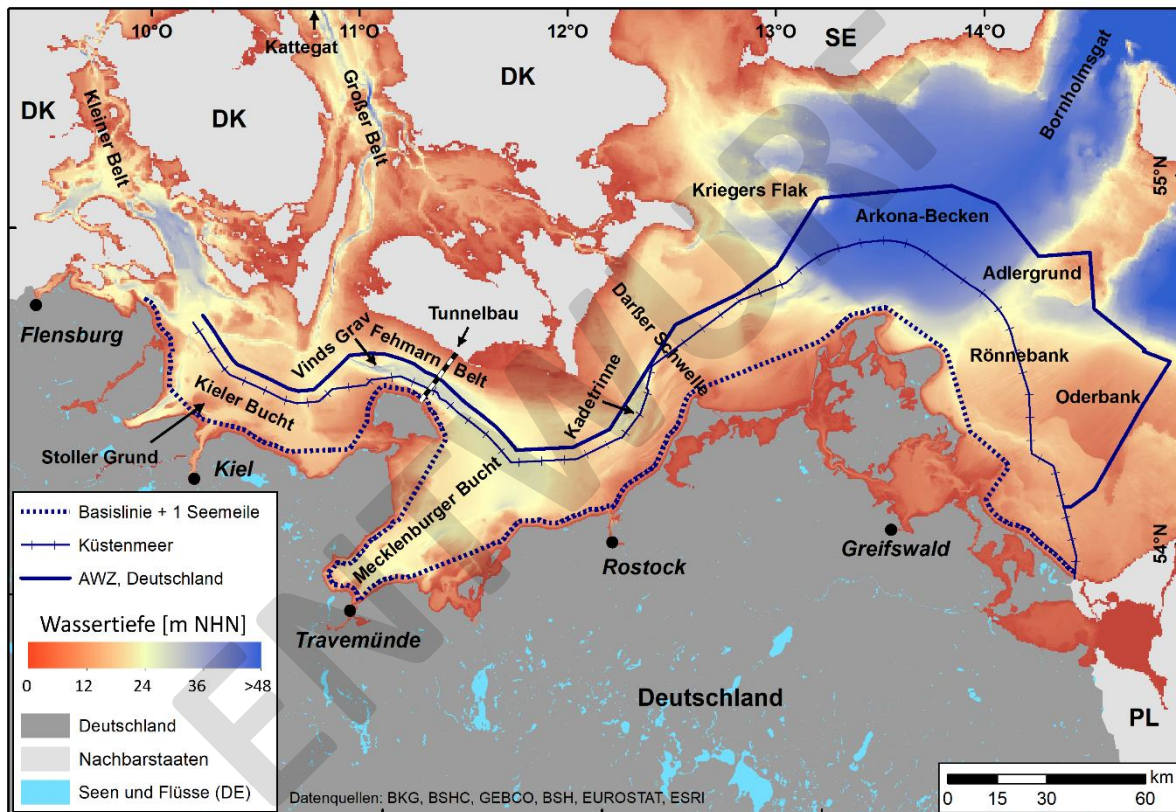 10°O
11°O
12°O
13°O
14°O
Kattegat
SE
DK
DK
DK
Kleiner Belt
Großer Belt
Bornholmsgat
55°N
Kriegers Flak
Arkona-Becken
Adlergrund
Flensburg
Vinds Grav
Fehmarn
Belt
Tunnelbau
Darßer Schwelle
Kadetrinne
Rönnebank
Oderbank
Kieler Bucht
Stoller Grund
Kiel
Mecklenburger Bucht
Rostock
Greifswald
54°N
Travemünde
Deutschland
PL
ENTWURF
Basislinie + 1 Seemeile
Küstenmeer
AWZ, Deutschland
Wassertiefe [m NHN]
0 12 24 36 >48
Deutschland
Nachbarstaaten
Seen und Flüsse (DE)
Datenquellen: BKG, BSHC, GEBCO, BSH, EUROSTAT, ESRI
km
0 15 30 60